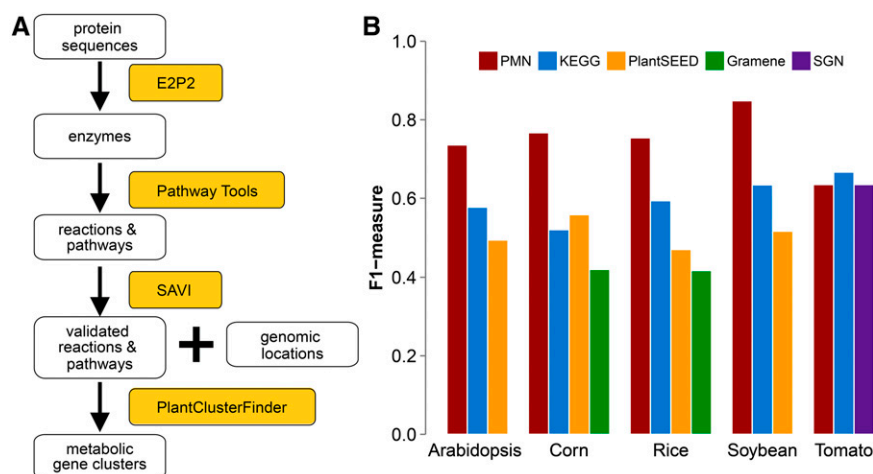 A
protein
sequences
E2P2
enzymes
Pathway Tools
reactions &
pathways
SAVI
validated
reactions &
pathways
+
genomic
locations
PlantClusterFinder
metabolic
gene clusters
B
F1−measure
1.0
0.8
0.6
0.4
0.2
0.0
PMN KEGG PlantSEED Gramene SGN
Arabidopsis Corn Rice Soybean Tomato